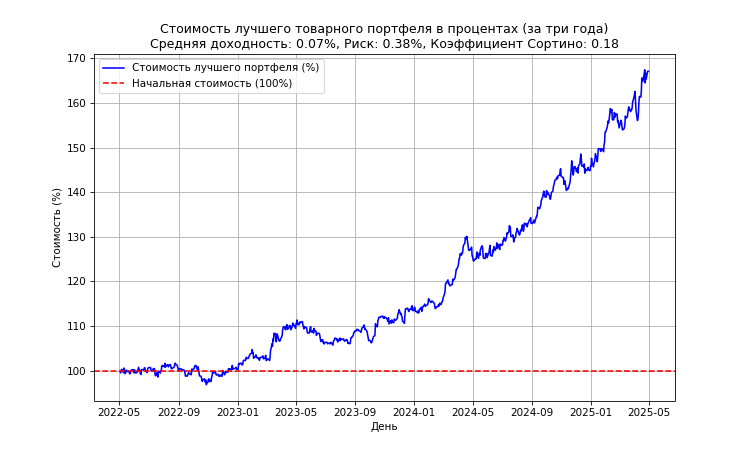 Стоимость лучшего товарного портфеля в процентах (за три года)
Средняя доходность: 0.07%, Риск: 0.38%, Коэффициент Сортино: 0.18
Стоимость лучшего портфеля (%)
Начальная стоимость (100%)
Стоимость (%)
170
160
150
140
130
120
110
100
2022-05 2022-09 2023-01 2023-05 2023-09 2024-01 2024-05 2024-09 2025-01 2025-05
День